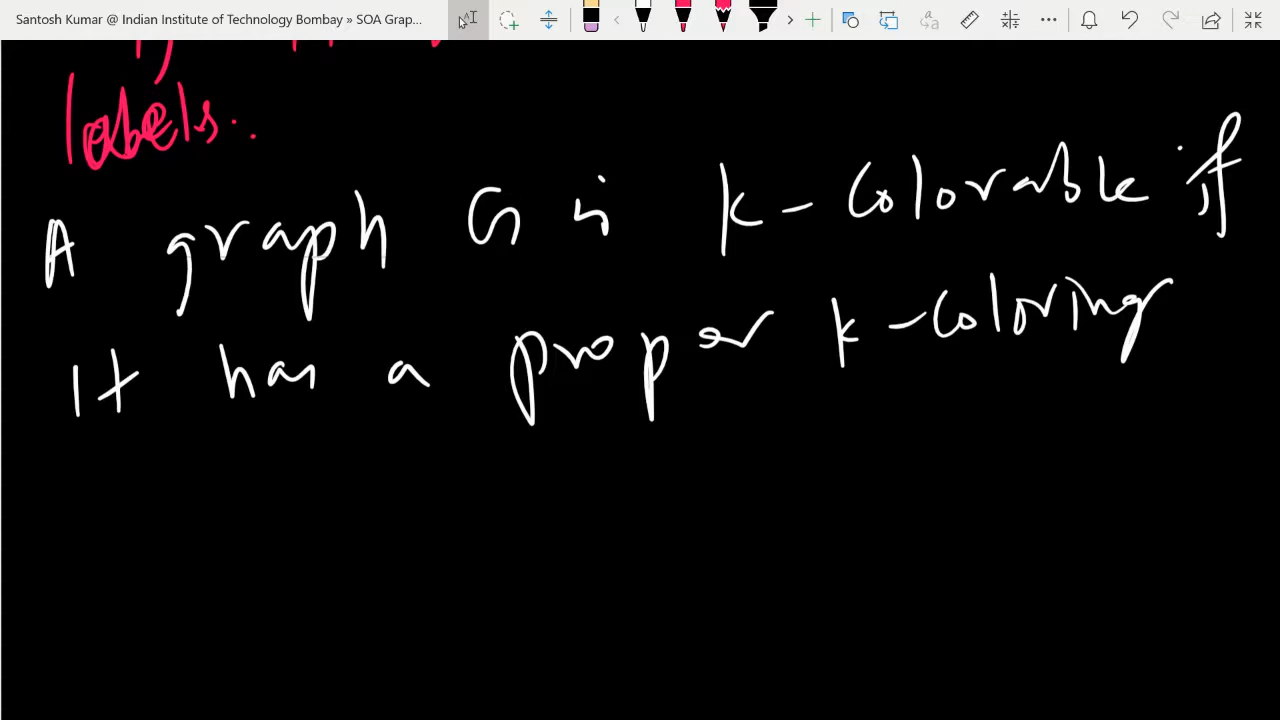 Santosh Kumar @ Indian Institute of Technology Bombay » SOA Grap...
labels..
A graph G is k-colorable if
It has a proper k-coloring